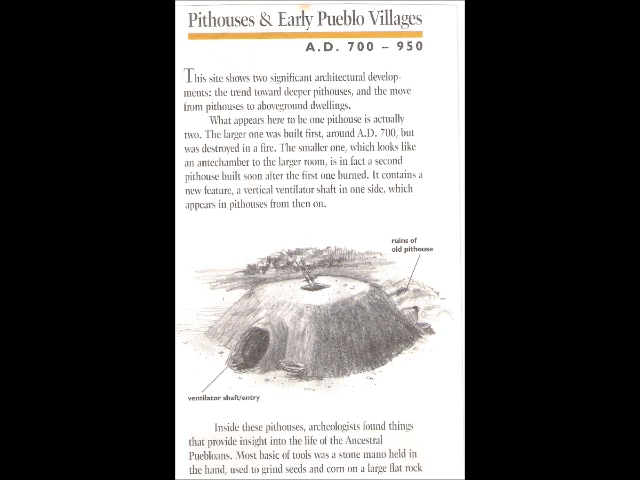 Pithouses & Early Pueblo Villages
A.D. 700 – 950
This site shows two significant architectural develop-
ments: the trend toward deeper pithouses, and the move
from pithouses to aboveground dwellings.
What appears here to be one pithouse is actually
two. The larger one was built first, around A.D. 700, but
was destroyed in a fire. The smaller one, which looks like
an antechamber to the larger room, is in fact a second
pithouse built soon after the first one burned. It contains a
new feature, a vertical ventilator shaft in one side, which
appears in pithouses from then on.
ruins of
old pithouse
ventilator shaft/entry
Inside these pithouses, archeologists found things
that provide insight into the life of the Ancestral
Puebloans. Most basic of tools was a stone mano held in
the hand, used to grind seeds and corn on a large flat rock